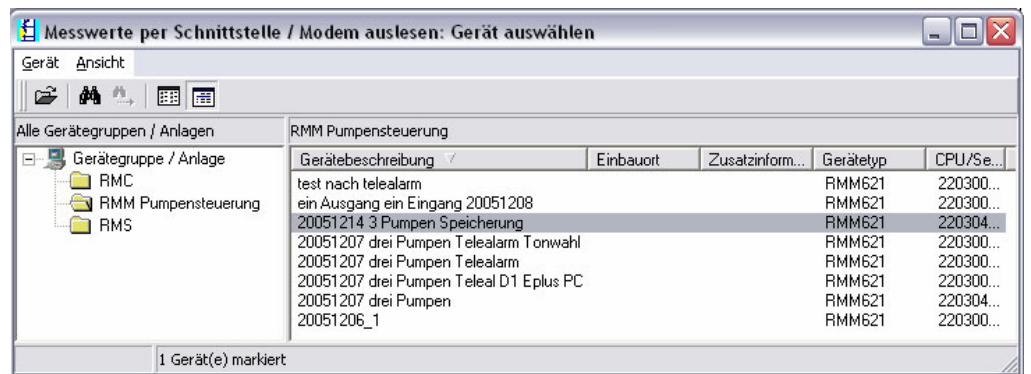 Messwerte per Schnittstelle / Modem auslesen: Gerät auswählen
Gerät Ansicht
Alle Gerätegruppen / Anlagen RMM Pumpensteuerung
Gerätegruppe / Anlage
RMC
RMM Pumpensteuerung
RMS
Gerätebeschreibung Einbauort Zusatzinform... Gerätetyp CPU/Se...
test nach telealarm RMM621 220300...
ein Ausgang ein Eingang 20051208 RMM621 220300...
20051214 3 Pumpen Speicherung RMM621 220304...
20051207 drei Pumpen Telealarm Tonwahl RMM621 220300...
20051207 drei Pumpen Telealarm RMM621 220300...
20051207 drei Pumpen Teleal D1 Eplus PC RMM621 220300...
20051207 drei Pumpen RMM621 220304...
20051206_1 RMM621 220300...
1 Gerät(e) markiert